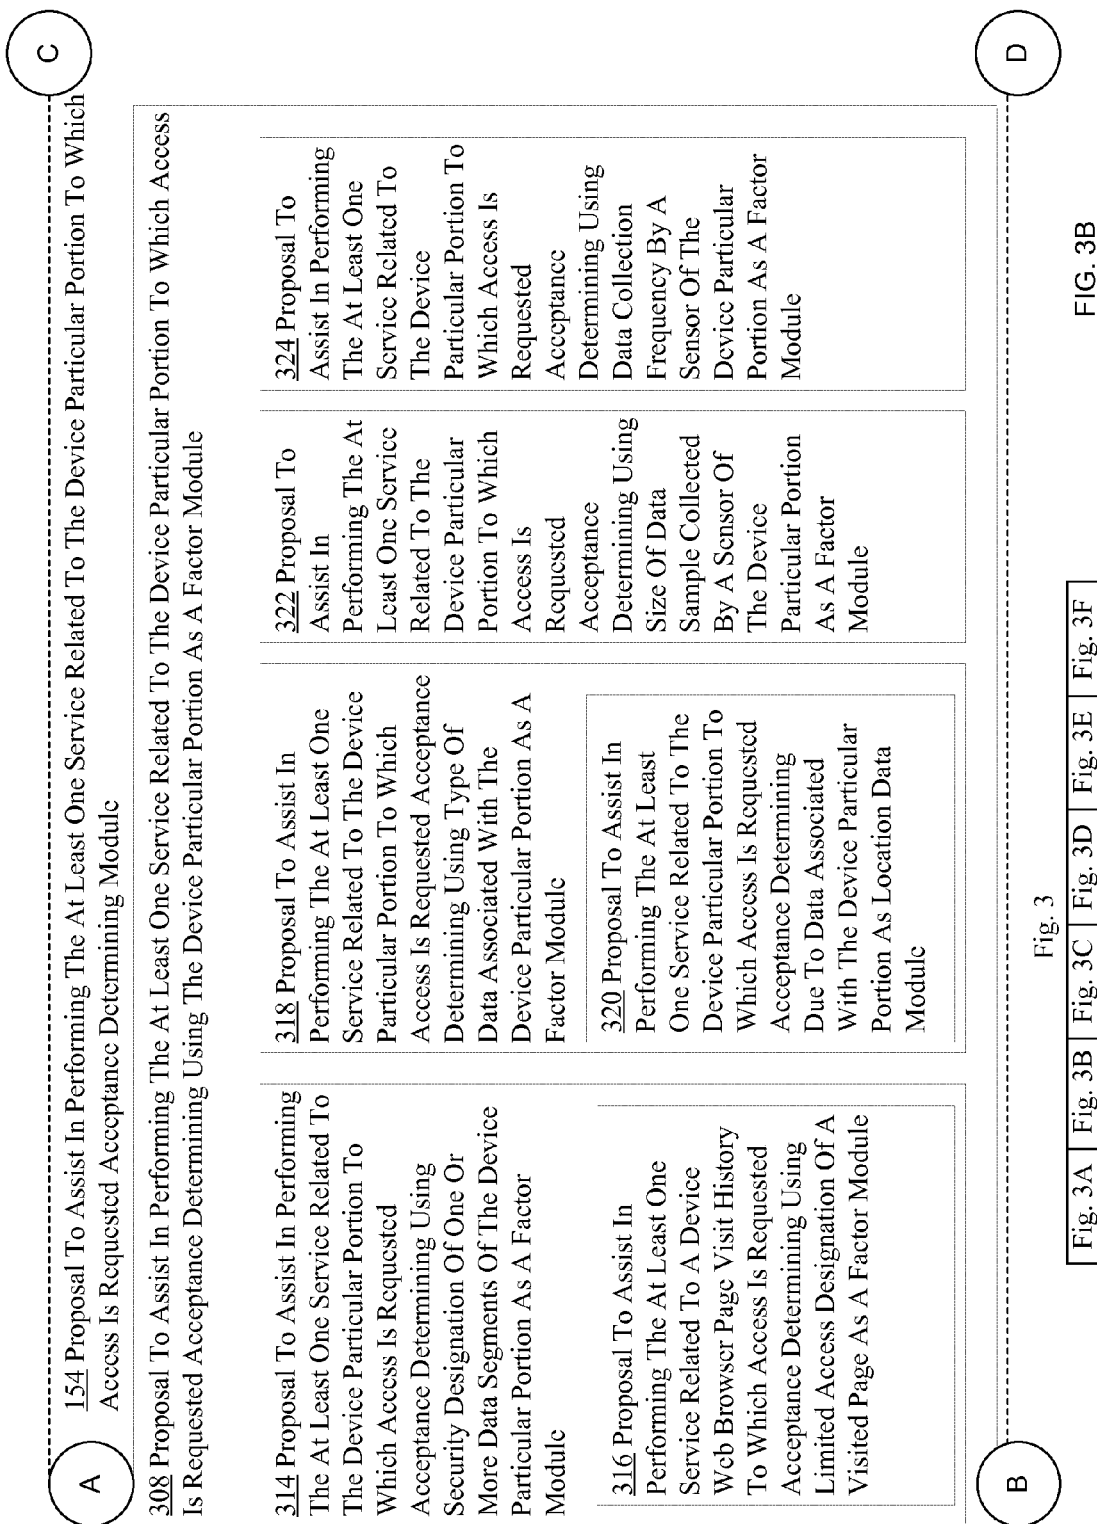 A
C
154 Proposal To Assist In Performing The At Least One Service Related To The Device Particular Portion To Which
Access Is Requested Acceptance Determining Module
308 Proposal To Assist In Performing The At Least One Service Related To The Device Particular Portion To Which Access
Is Requested Acceptance Determining Using The Device Particular Portion As A Factor Module
314 Proposal To Assist In Performing
The At Least One Service Related To
The Device Particular Portion To
Which Access Is Requested
Acceptance Determining Using
Security Designation Of One Or
More Data Segments Of The Device
Particular Portion As A Factor
Module
316 Proposal To Assist In
Performing The At Least One
Service Related To A Device
Web Browser Page Visit History
To Which Access Is Requested
Acceptance Determining Using
Limited Access Designation Of A
Visited Page As A Factor Module
318 Proposal To Assist In
Performing The At Least One
Service Related To The Device
Particular Portion To Which
Access Is Requested Acceptance
Determining Using Type Of
Data Associated With The
Device Particular Portion As A
Factor Module
320 Proposal To Assist In
Performing The At Least
One Service Related To The
Device Particular Portion To
Which Access Is Requested
Acceptance Determining
Due To Data Associated
With The Device Particular
Portion As Location Data
Module
322 Proposal To
Assist In
Performing The At
Least One Service
Related To The
Device Particular
Portion To Which
Access Is
Requested
Acceptance
Determining Using
Size Of Data
Sample Collected
By A Sensor Of
The Device
Particular Portion
As A Factor
Module
324 Proposal To
Assist In Performing
The At Least One
Service Related To
The Device
Particular Portion To
Which Access Is
Requested
Acceptance
Determining Using
Data Collection
Frequency By A
Sensor Of The
Device Particular
Portion As A Factor
Module
B
D
Fig. 3
Fig. 3A Fig. 3B Fig. 3C Fig. 3D Fig. 3E Fig. 3F
FIG. 3B